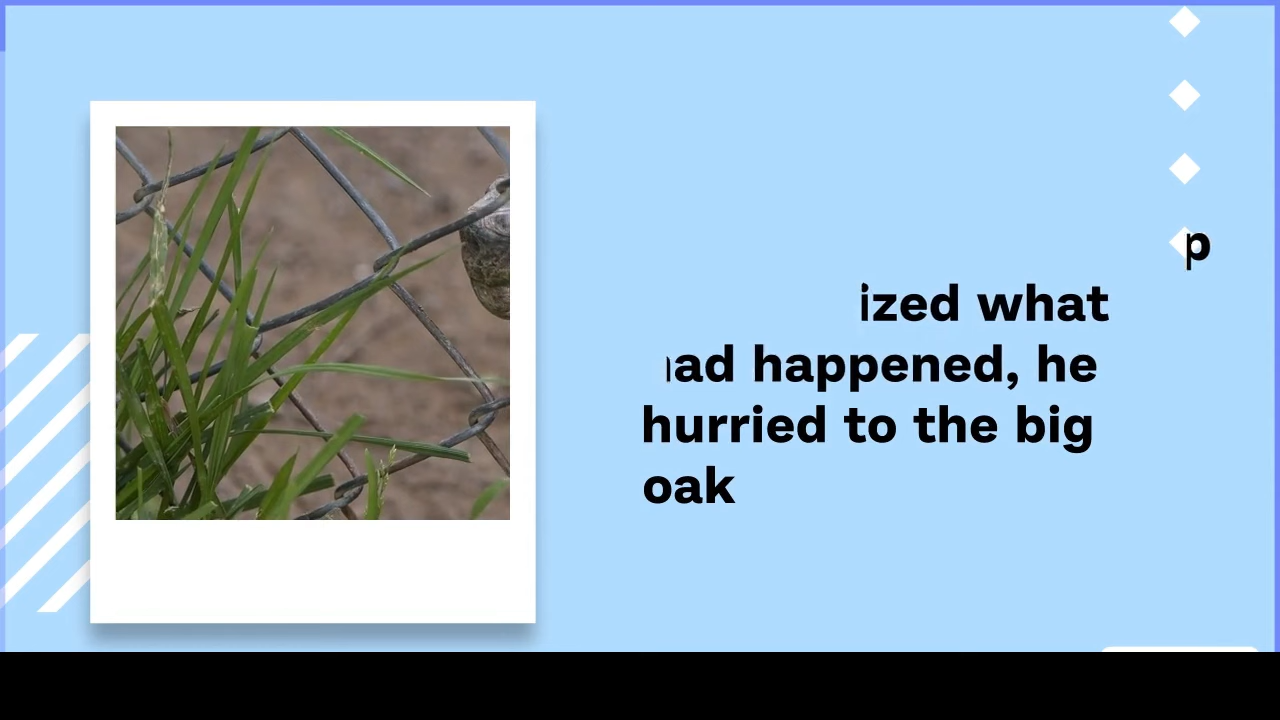 p
ized what
ad happened, he
hurried to the big
oak